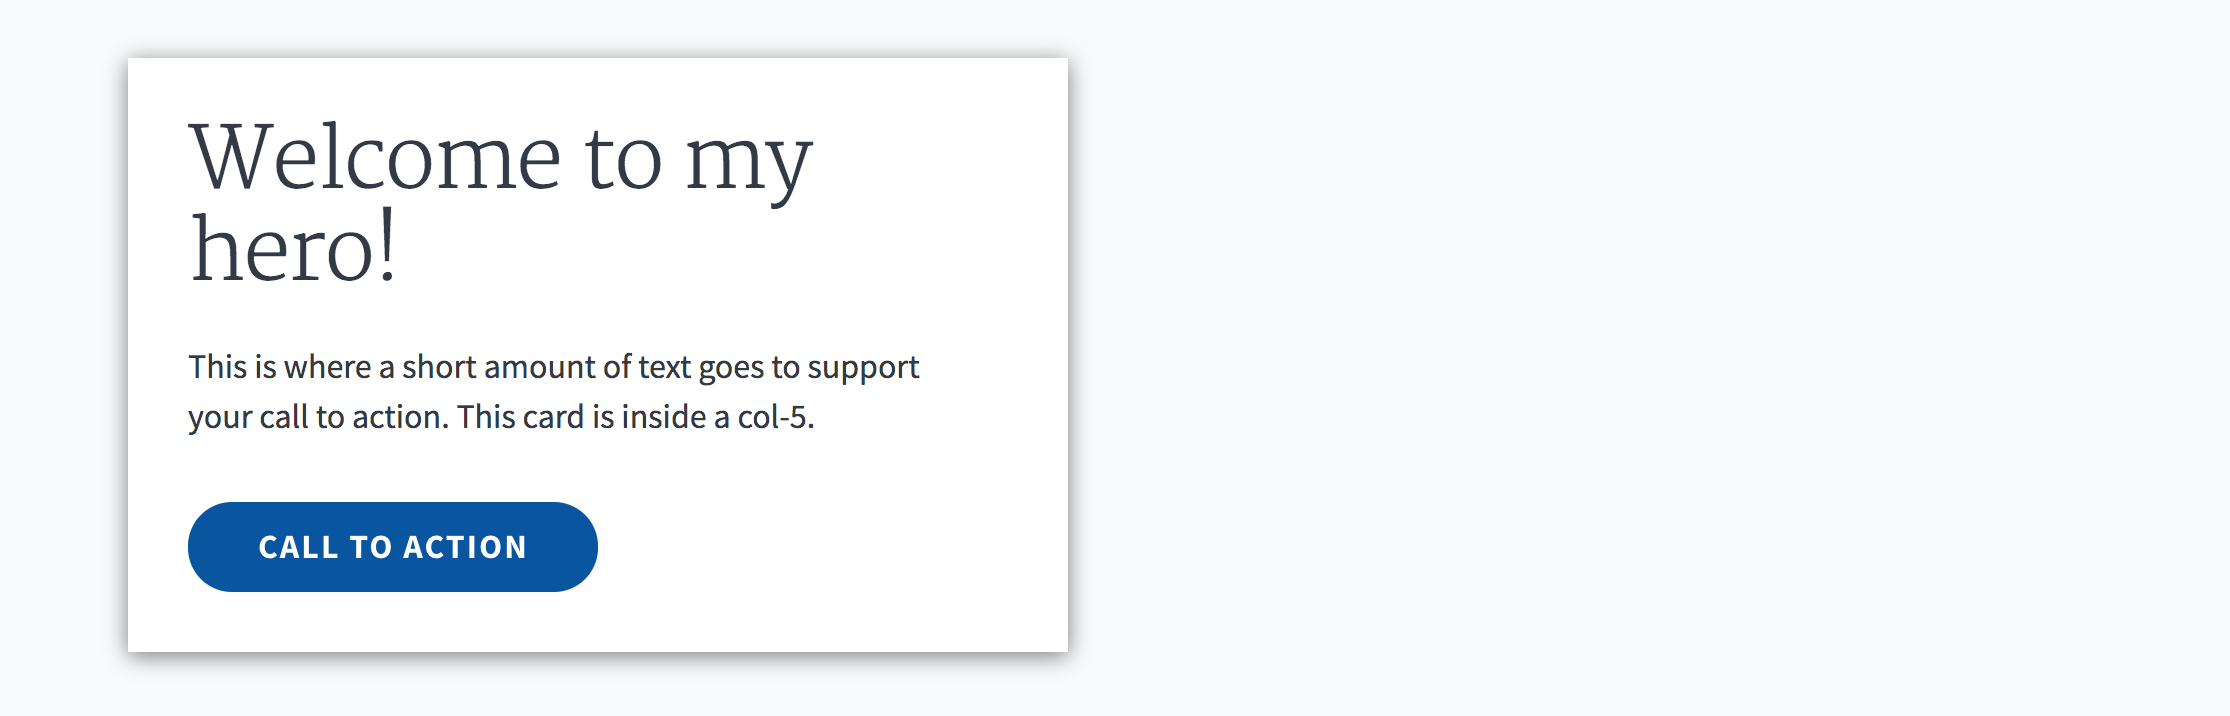 Welcome to my
hero!
This is where a short amount of text goes to support
your call to action. This card is inside a col-5.
CALL TO ACTION